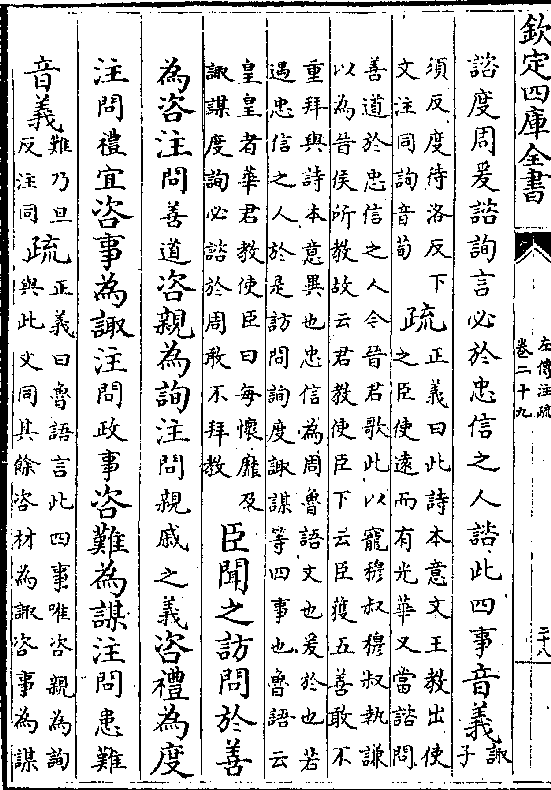 欽定四庫全書
左傳注疏
卷二十九
二十八
諮度周爰諮詢言必於忠信之人諮此四事音義諏子
須反度待洛反下
文注同詢音荀
疏
正義曰此詩本意文王教出使
之臣使遠而有光華又當諮問
善道於忠信之人令晉君歌此以寵穆叔穆叔執謙
以為晉侯所教故云君教使臣下云臣獲五善敢不
重拜與詩本意異也忠信為周魯語文也爰於也若
遇忠信之人於是訪問詢度諏謀等四事也魯語云
皇皇者華君教使臣曰每懷靡及
諏謀度詢必諮於周敢不拜教
臣聞之訪問於善
為咨注問善道咨親為詢注問親戚之義咨禮為度
注問禮宜咨事為諏注問政事咨難為謀注問患難
音義
難乃旦
反注同
疏
正義曰魯語言此四事唯咨親為詢
與此文同其餘咨材為諏咨事為謀